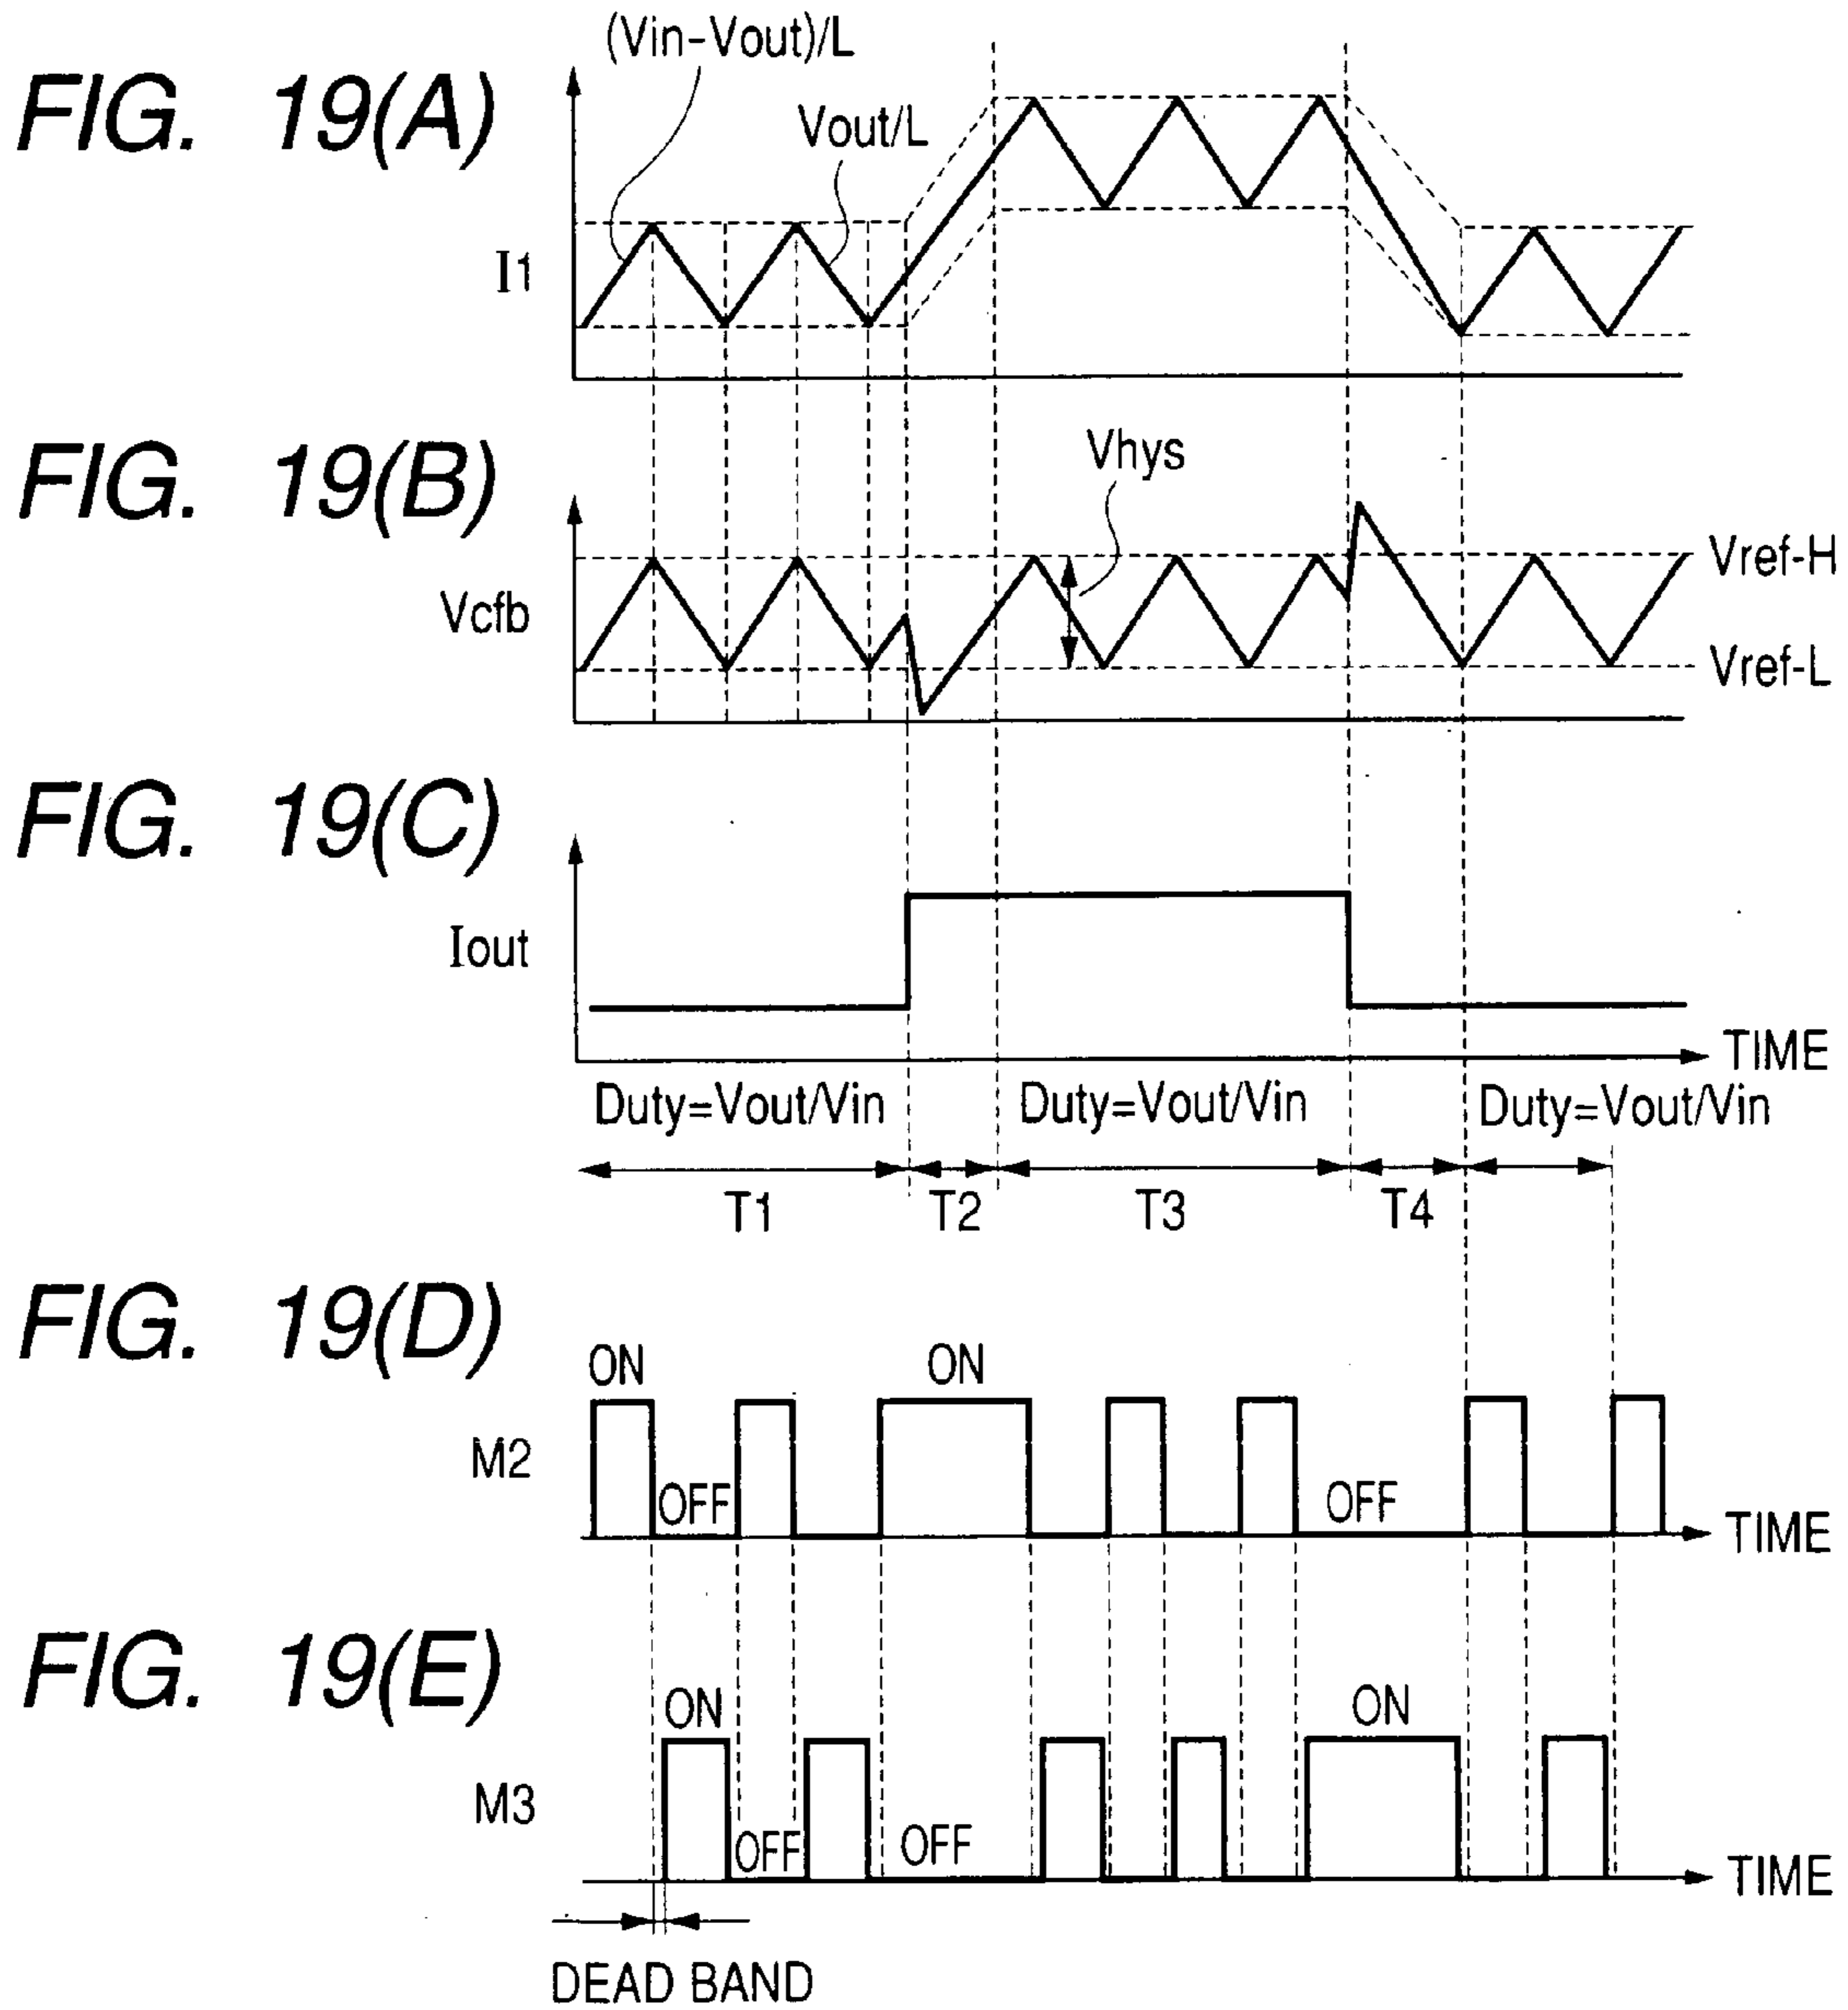 FIG. 19(A)
(Vin-Vout)/L
Vout/L
I1
FIG. 19(B)
Vhys
Vcfb
Vref-H
Vref-L
FIG. 19(C)
Iout
TIME
Duty=Vout/Vin
Duty=Vout/Vin
Duty=Vout/Vin
T1
T2
T3
T4
FIG. 19(D)
ON
ON
M2
OFF
OFF
TIME
FIG. 19(E)
ON
ON
M3
OFF
OFF
TIME
DEAD BAND